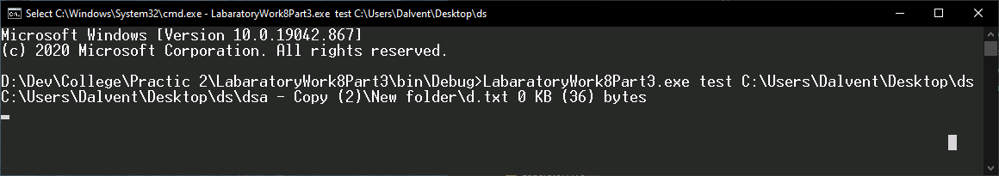 Select C:\Windows\System32\cmd.exe - LabaratoryWork8Part3.exe  test C:\Users\Dalvent\Desktop\ds
Microsoft Windows [Version 10.0.19042.867]
(c) 2020 Microsoft Corporation. All rights reserved.
D:\Dev\College\Practic 2\LabaratoryWork8Part3\bin\Debug>LabaratoryWork8Part3.exe test C:\Users\Dalvent\Desktop\ds
C:\Users\Dalvent\Desktop\ds\dsa - Copy (2)\New folder\d.txt 0 KB (36) bytes